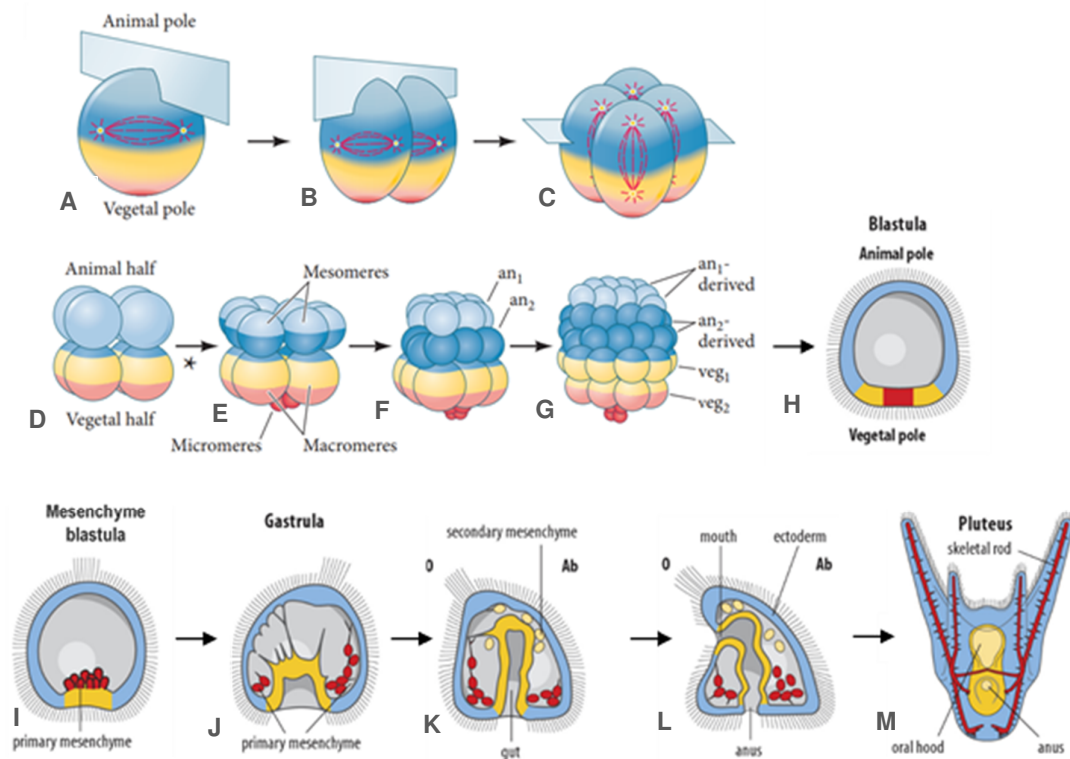 Animal pole
A
Vegetal pole
B
C
Animal half
D
Vegetal half
*
Mesomeres
E
Micromeres
Macromeres
an1
an2
F
an1-
derived
an2-
derived
veg1
veg2
G
Blastula
Animal pole
H
Vegetal pole
Mesenchyme
blastula
I
primary mesenchyme
Gastrula
J
primary mesenchyme
secondary mesenchyme
O
Ab
K
gut
mouth
ectoderm
O
Ab
L
anus
Pluteus
skeletal rod
M
oral hood
anus